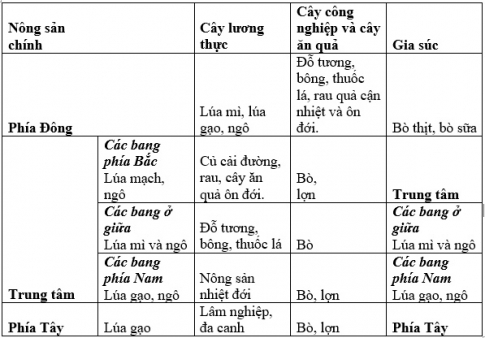 Nông sản chính
Cây lương thực
Cây công nghiệp và cây ăn quả
Gia súc
Phía Đông
Lúa mì, lúa gạo, ngô
Đỗ tương, bông, thuốc lá, rau quả cận nhiệt và ôn đới.
Bò thịt, bò sữa
Trung tâm
Các bang phía Bắc
Lúa mạch, ngô
Củ cải đường, rau, cây ăn quả ôn đới.
Bò, lợn
Trung tâm
Các bang ở giữa
Lúa mì và ngô
Đỗ tương, bông, thuốc lá
Bò
Các bang ở giữa
Lúa mì và ngô
Các bang phía Nam
Lúa gạo, ngô
Nông sản nhiệt đới
Bò, lợn
Các bang phía Nam
Lúa gạo, ngô
Phía Tây
Lúa gạo
Lâm nghiệp, đa canh
Bò, lợn
Phía Tây